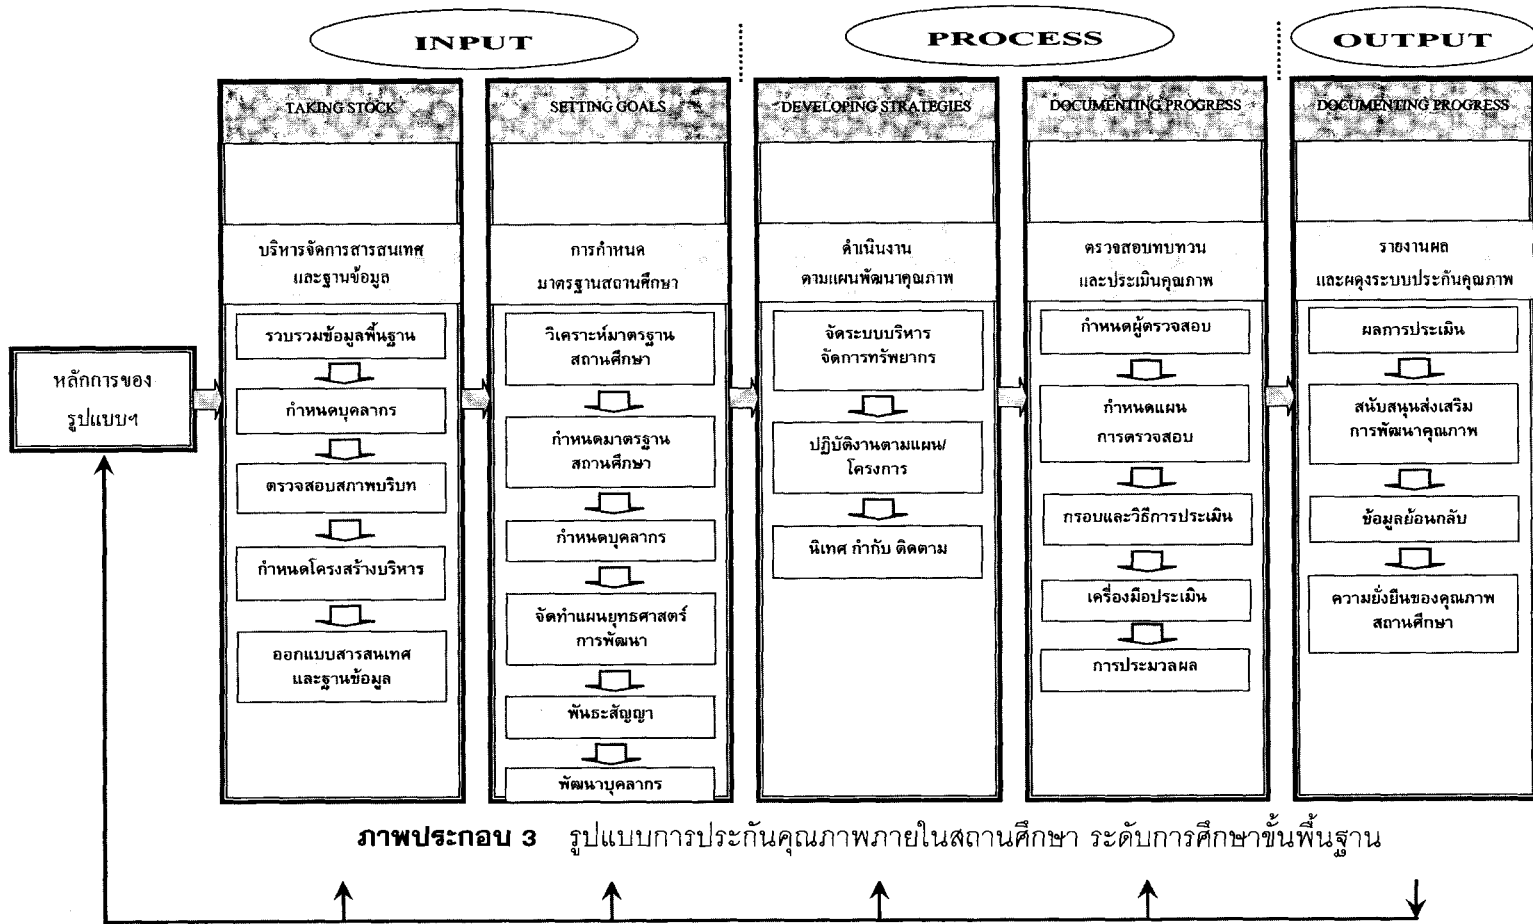 INPUT
PROCESS
OUTPUT
TAKING STOCK
SETTING GOALS
DEVELOPING STRATEGIES
DOCUMENTING PROGRESS
DOCUMENTING PROGRESS
หลักการของ
รูปแบบฯ
บริหารจัดการสารสนเทศ
และฐานข้อมูล
รวบรวมข้อมูลพื้นฐาน
กำหนดบุคลากร
ตรวจสอบสภาพบริบท
กำหนดโครงสร้างบริหาร
ออกแบบสารสนเทศ
และฐานข้อมูล
การกำหนด
มาตรฐานสถานศึกษา
วิเคราะห์มาตรฐาน
สถานศึกษา
กำหนดมาตรฐาน
สถานศึกษา
กำหนดบุคลากร
จัดทำแผนยุทธศาสตร์
การพัฒนา
พันธะสัญญา
พัฒนาบุคลากร
ดำเนินงาน
ตามแผนพัฒนาคุณภาพ
จัดระบบบริหาร
จัดการทรัพยากร
ปฏิบัติงานตามแผน/
โครงการ
นิเทศ กำกับ ติดตาม
ตรวจสอบทบทวน
และประเมินคุณภาพ
กำหนดผู้ตรวจสอบ
กำหนดแผน
การตรวจสอบ
กรอบและวิธีการประเมิน
เครื่องมือประเมิน
การประมวลผล
รายงานผล
และผดุงระบบประกันคุณภาพ
ผลการประเมิน
สนับสนุนส่งเสริม
การพัฒนาคุณภาพ
ข้อมูลย้อนกลับ
ความยั่งยืนของคุณภาพ
สถานศึกษา
ภาพประกอบ 3 รูปแบบการประกันคุณภาพภายในสถานศึกษา ระดับการศึกษาขั้นพื้นฐาน